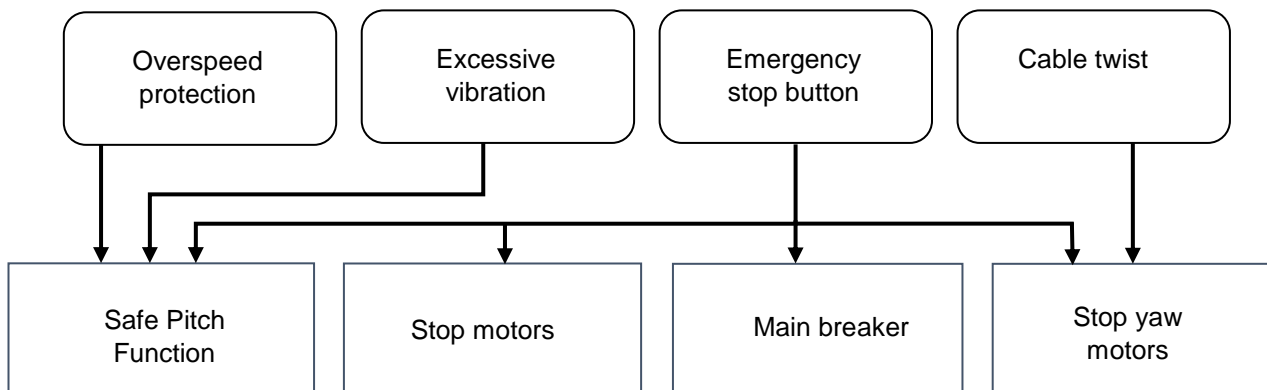 Overspeed
protection
Excessive
vibration
Emergency
stop button
Cable twist
Safe Pitch
Function
Stop motors
Main breaker
Stop yaw
motors